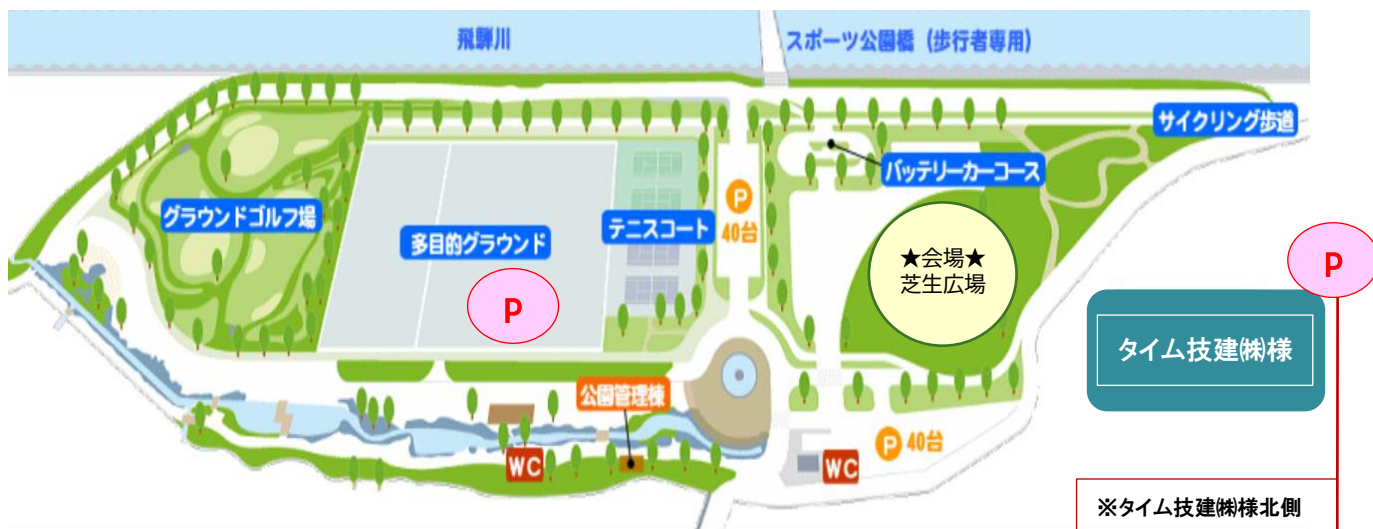 飛騨川
スポーツ公園橋（歩行者専用）
サイクリング歩道
バッテリーカーコース
グラウンドゴルフ場
多目的グラウンド
テニスコート
P
40台
★会場★
芝生広場
P
P
タイム技建㈱様
公園管理棟
P 40台
WC
WC
※タイム技建㈱様北側